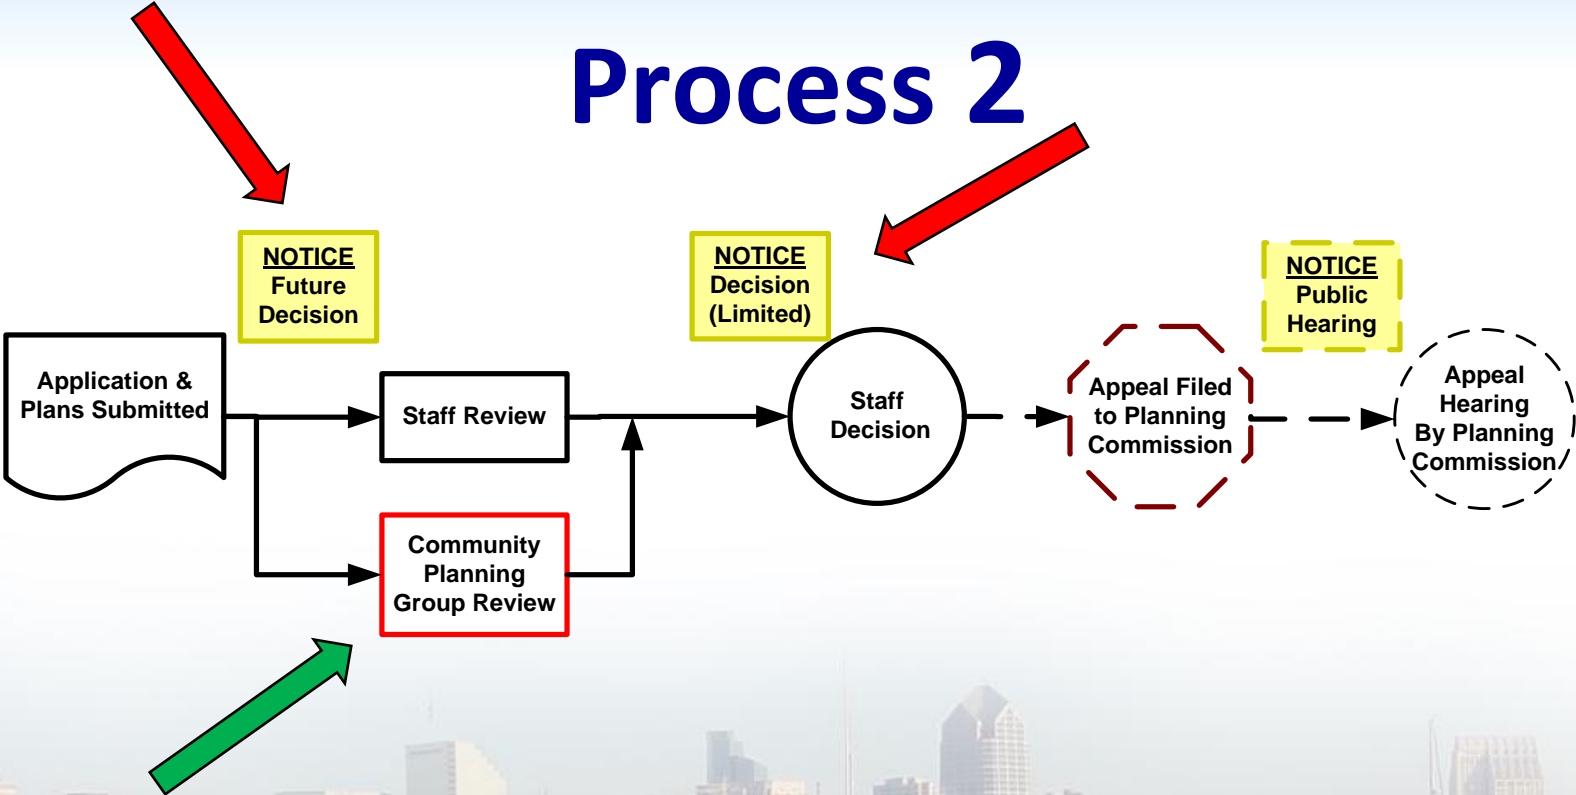 Process 2
NOTICE
Future
Decision
NOTICE
Decision
(Limited)
NOTICE
Public
Hearing
Application &
Plans Submitted
Staff Review
Community
Planning
Group Review
Staff
Decision
Appeal Filed
to Planning
Commission
Appeal
Hearing
By Planning
Commission